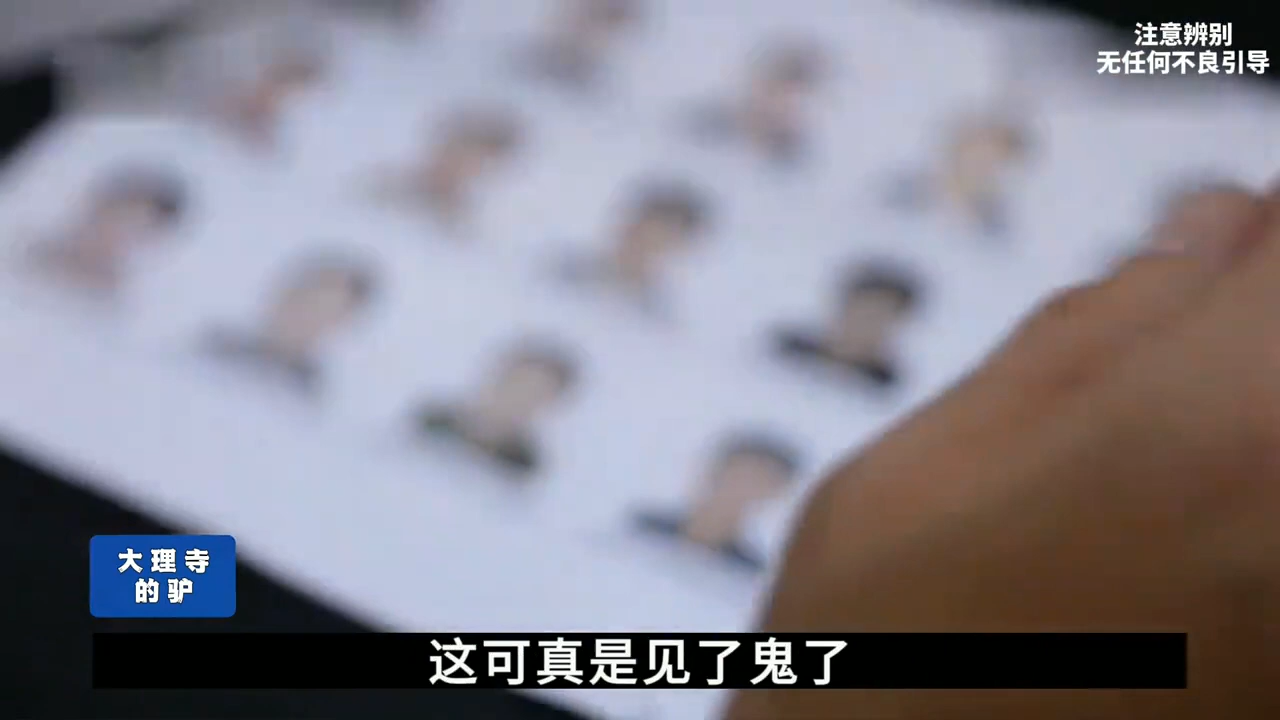 注意辨别
无任何不良引导
大理寺
的驴
这可真是见了鬼了